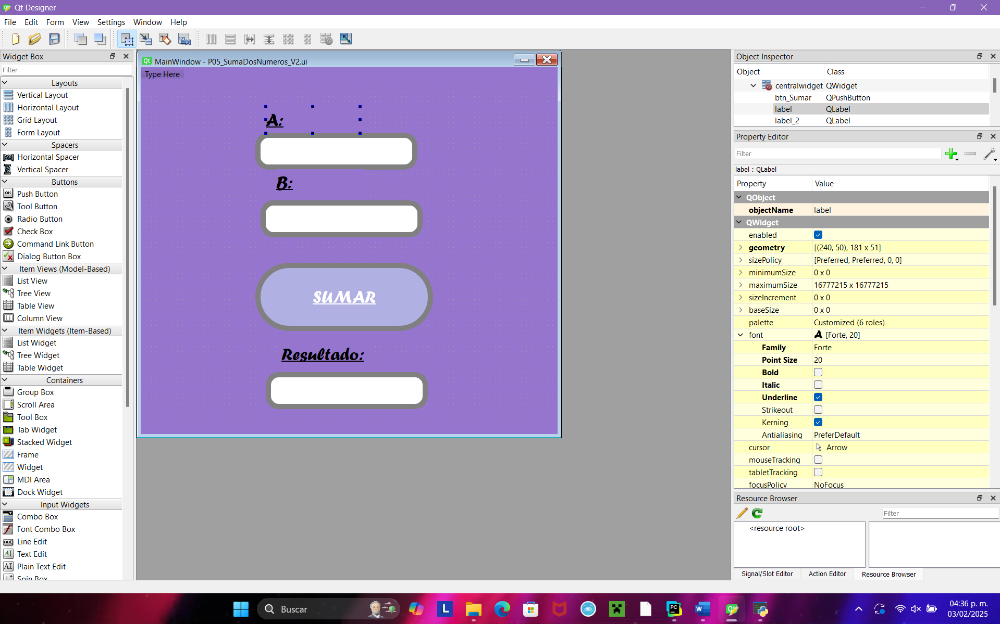 Qt Designer
File Edit Form View Settings Window Help
Widget Box
Filter
Layouts
Vertical Layout
Horizontal Layout
Grid Layout
Form Layout
Spacers
Horizontal Spacer
Vertical Spacer
Buttons
Push Button
Tool Button
Radio Button
Check Box
Command Link Button
Dialog Button Box
Item Views (Model-Based)
List View
Tree View
Table View
Column View
Item Widgets (Item-Based)
List Widget
Tree Widget
Table Widget
Containers
Group Box
Scroll Area
Tool Box
Tab Widget
Stacked Widget
Frame
Widget
MDI Area
Dock Widget
Input Widgets
Combo Box
Font Combo Box
Line Edit
Text Edit
Plain Text Edit
Spin Box
MainWindow - P05_SumaDosNumeros_V2.ui
Type Here
A:
B:
SUMAR
Resultado:
Object Inspector
Object Class
centralwidget QWidget
btn_Sumar QPushButton
label QLabel
label_2 QLabel
Property Editor
Filter
label : QLabel
Property Value
QObject
objectName label
QWidget
enabled
geometry [(240, 50), 181 x 51]
sizePolicy [Preferred, Preferred, 0, 0]
minimumSize 0 x 0
maximumSize 16777215 x 16777215
sizeIncrement 0 x 0
baseSize 0 x 0
palette Customized (6 roles)
font A [Forte, 20]
Family Forte
Point Size 20
Bold
Italic
Underline
Strikeout
Kerning
Antialiasing PreferDefault
cursor Arrow
mouseTracking
tabletTracking
focusPolicy NoFocus
Resource Browser
Filter
<resource root>
Signal/Slot Editor Action Editor Resource Browser
Buscar
04:36 p. m.
03/02/2025